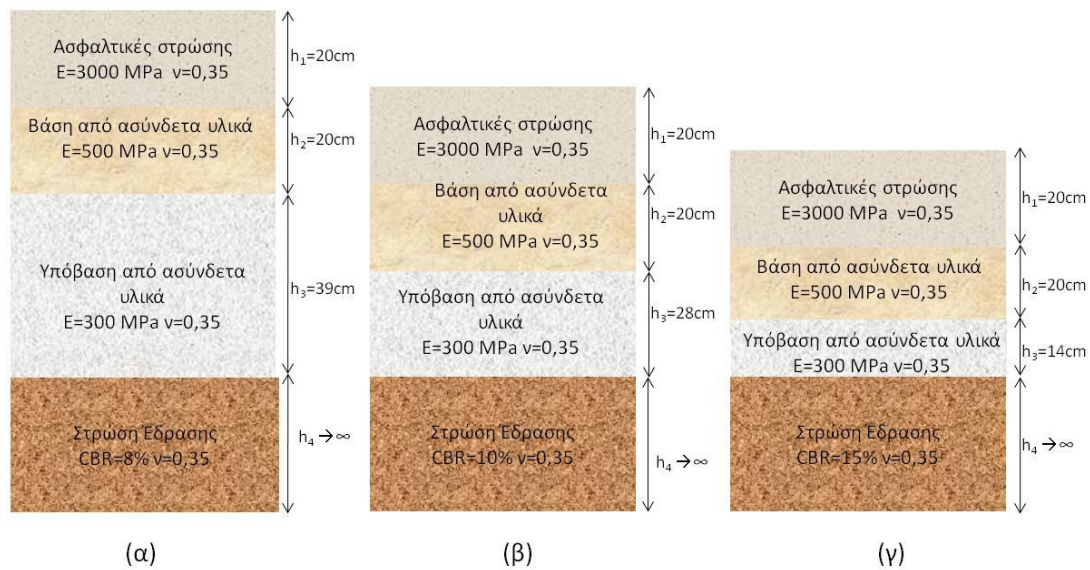 Ασφαλτικές στρώσης
E=3000 MPa ν=0,35
h₁=20cm
Βάση από ασύνδετα υλικά
E=500 MPa ν=0,35
h₂=20cm
Υπόβαση από ασύνδετα
υλικά
E=300 MPa ν=0,35
h₃=39cm
Στρώση Έδρασης
CBR=8% ν=0,35
h₄→∞
(α)
Ασφαλτικές στρώσης
E=3000 MPa ν=0,35
h₁=20cm
Βάση από ασύνδετα
υλικά
E=500 MPa ν=0,35
h₂=20cm
Υπόβαση από ασύνδετα
υλικά
E=300 MPa ν=0,35
h₃=28cm
Στρώση Έδρασης
CBR=10% ν=0,35
h₄→∞
(β)
Ασφαλτικές στρώσης
E=3000 MPa ν=0,35
h₁=20cm
Βάση από ασύνδετα υλικά
E=500 MPa ν=0,35
h₂=20cm
Υπόβαση από ασύνδετα υλικά
E=300 MPa ν=0,35
h₃=14cm
Στρώση Έδρασης
CBR=15% ν=0,35
h₄→∞
(γ)